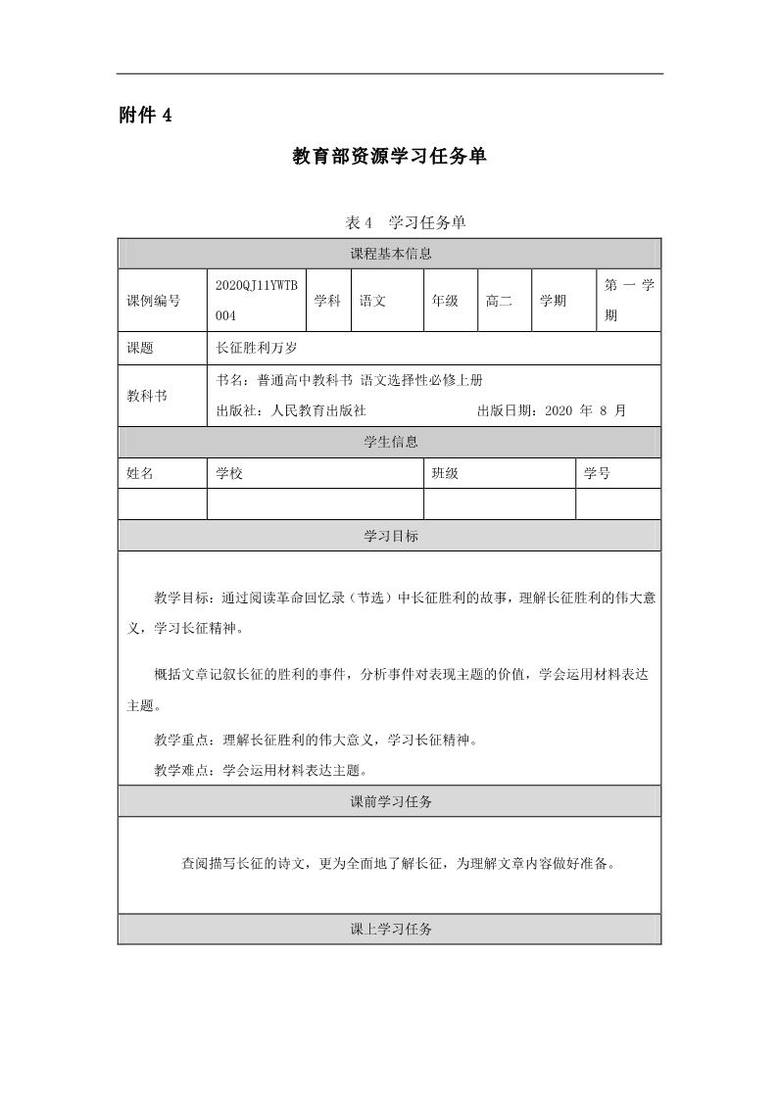 附件 4
教育部资源学习任务单
表 4 学习任务单
课程基本信息
课例编号 2020QJ11YWTB004 学科 语文 年级 高二 学期 第一学期
课题 长征胜利万岁
教科书 书名：普通高中教科书 语文选择性必修上册
出版社：人民教育出版社 出版日期：2020 年 8 月
学生信息
姓名 学校 班级 学号
学习目标
教学目标：通过阅读革命回忆录（节选）中长征胜利的故事，理解长征胜利的伟大意
义，学习长征精神。
概括文章记叙长征的胜利的事件，分析事件对表现主题的价值，学会运用材料表达
主题。
教学重点：理解长征胜利的伟大意义，学习长征精神。
教学难点：学会运用材料表达主题。
课前学习任务
查阅描写长征的诗文，更为全面地了解长征，为理解文章内容做好准备。
课上学习任务